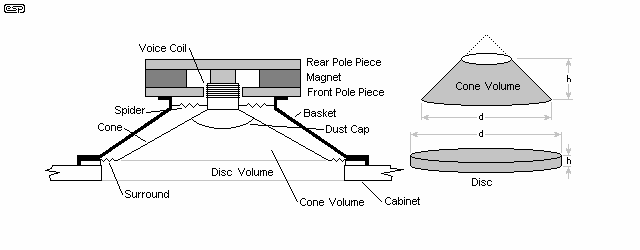 esp
Voice Coil
Rear Pole Piece
Magnet
Front Pole Piece
Spider
Basket
Cone
Dust Cap
Disc Volume
Surround
Cone Volume
Cabinet
Cone Volume
h
d
d
h
Disc